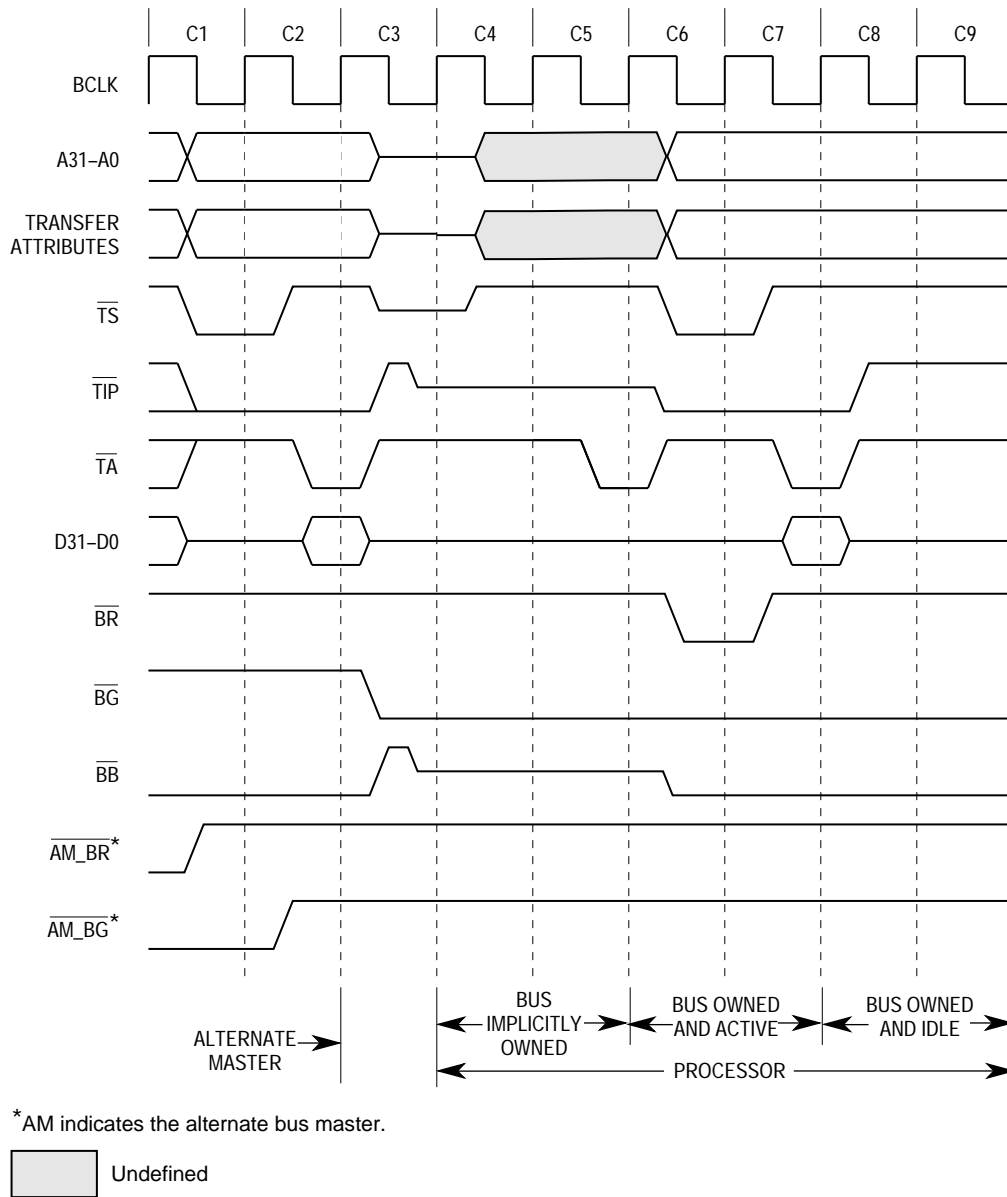 C1 C2 C3 C4 C5 C6 C7 C8 C9
BCLK
A31–A0
TRANSFER
ATTRIBUTES
TS
TIP
TA
D31–D0
BR
BG
BB
AM_BR*
AM_BG*
ALTERNATE
MASTER
BUS
IMPLICITLY
OWNED
BUS OWNED
AND ACTIVE
BUS OWNED
AND IDLE
PROCESSOR
*AM indicates the alternate bus master.
Undefined